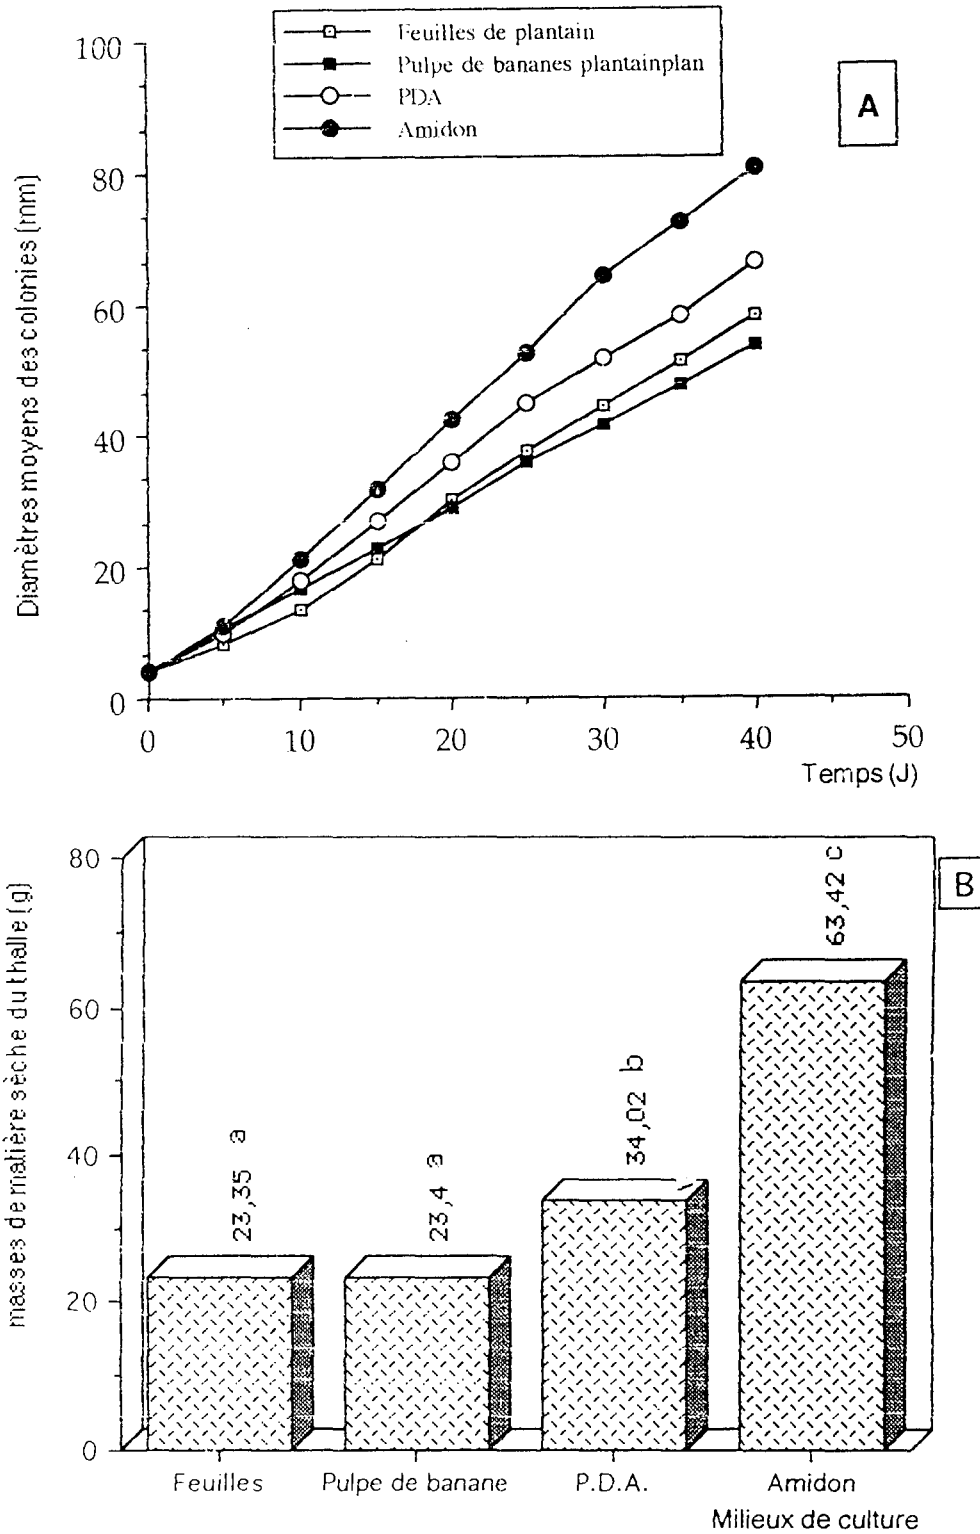 Feuilles de plantain
Pulpe de bananes plantainplan
PDA
Amidon
A
100
80
60
40
20
0
Diamètres moyens des colonies (mm)
0 10 20 30 40 50
Temps (J)
B
masses de matière sèche du thalle (g)
80
60
40
20
0
23,35 a
23,4 a
34,02 b
63,42 c
Feuilles Pulpe de banane P.D.A. Amidon
Milieux de culture